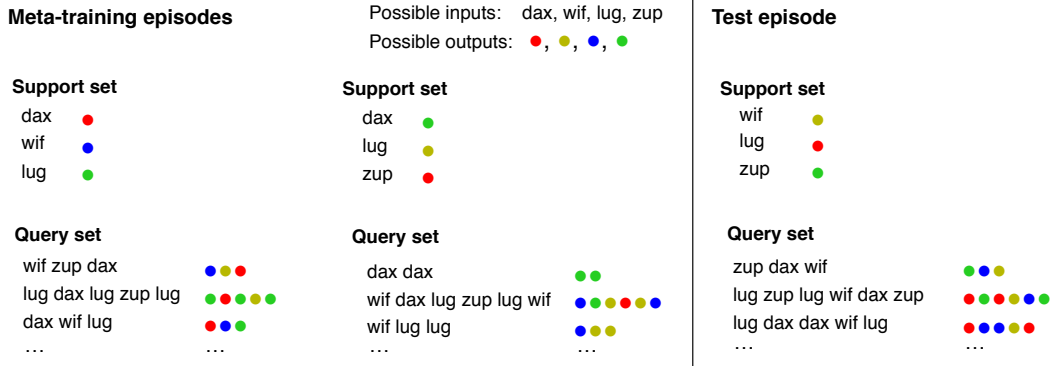 Meta-training episodes
Possible inputs: dax, wif, lug, zup
Possible outputs: , , ,
Support set
dax
wif
lug
Query set
wif zup dax
lug dax lug zup lug
dax wif lug
... ...
Support set
dax
lug
zup
Query set
dax dax
wif dax lug zup lug wif
wif lug lug
... ...
Test episode
Support set
wif
lug
zup
Query set
zup dax wif
lug zup lug wif dax zup
lug dax dax wif lug
... ...